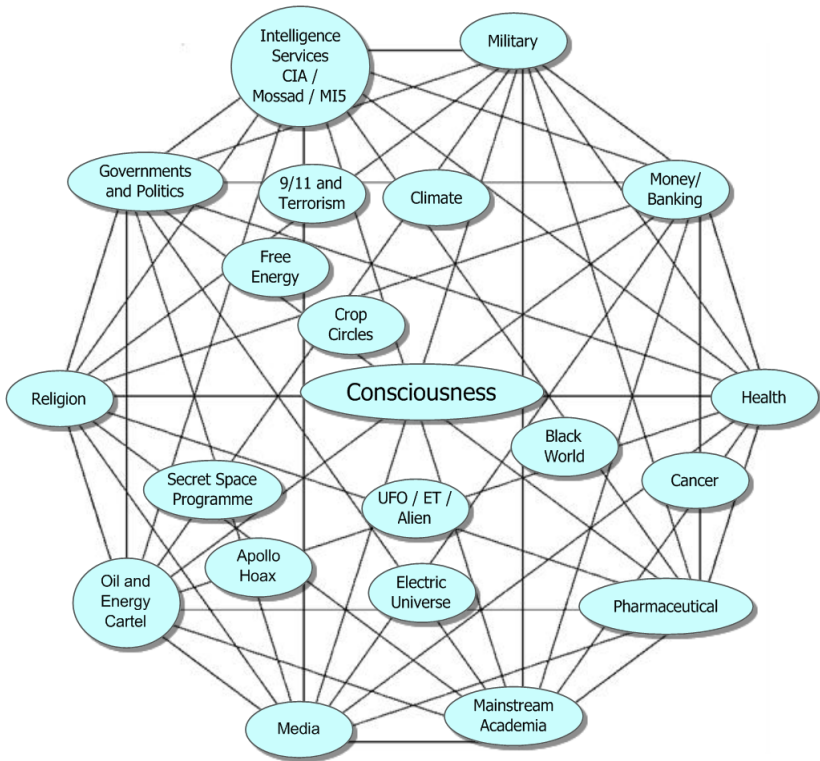 Intelligence
Services
CIA /
Mossad / MI5
Military
Governments
and Politics
9/11 and
Terrorism
Climate
Money/
Banking
Free
Energy
Crop
Circles
Religion
Consciousness
Health
Black
World
Secret Space
Programme
UFO / ET /
Alien
Cancer
Apollo
Hoax
Oil and
Energy
Cartel
Electric
Universe
Pharmaceutical
Media
Mainstream
Academia